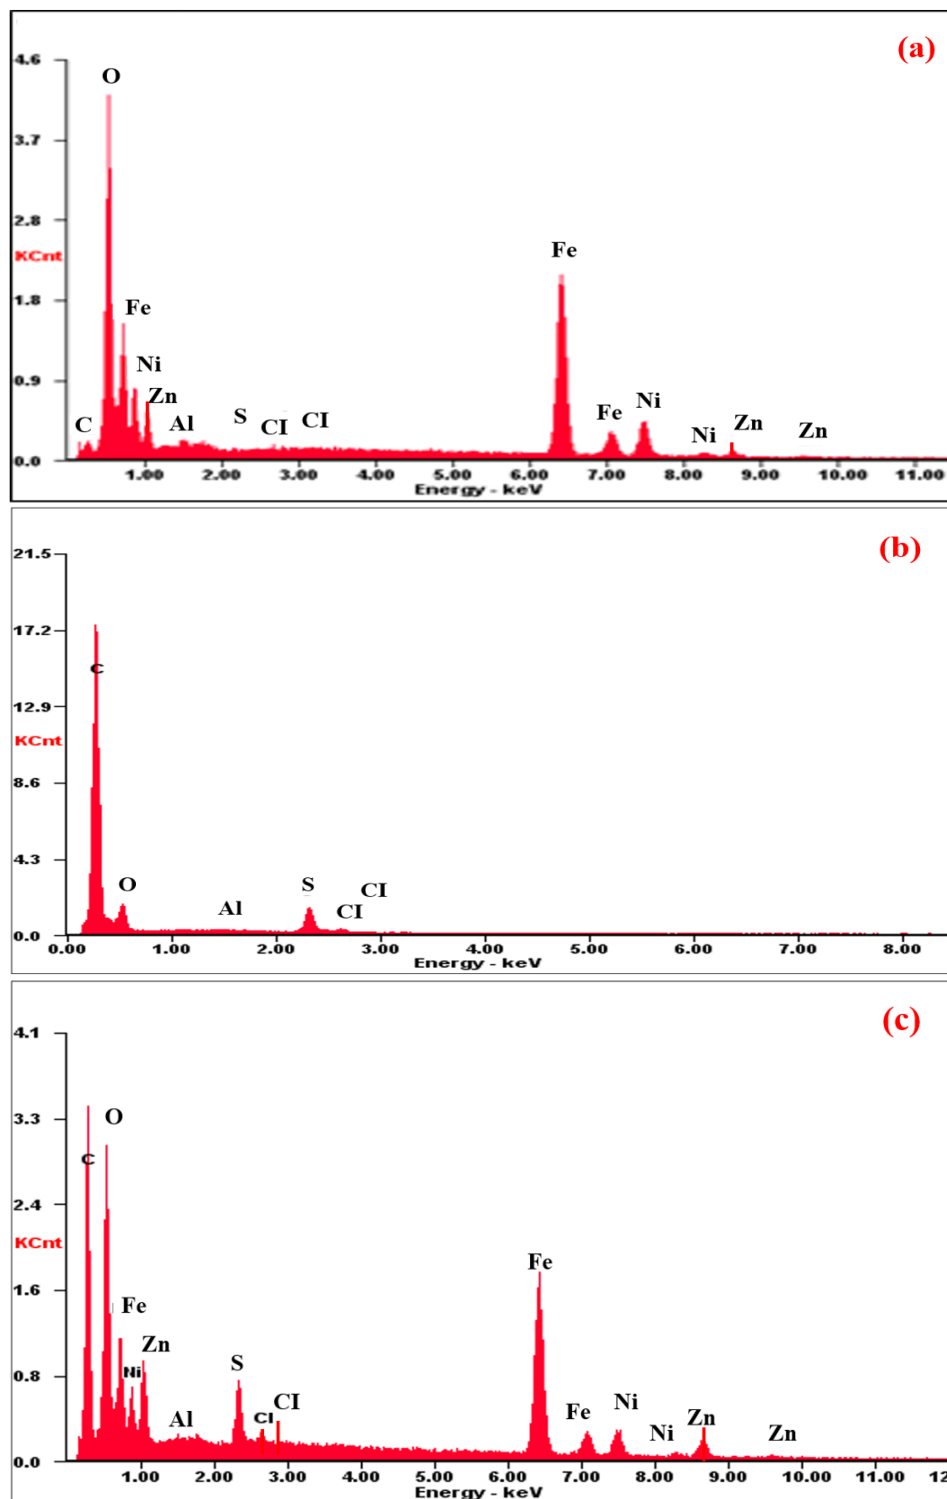 (a)
4.6
O
3.7
2.8
KCnt
Fe
Fe
1.8
Ni
0.9
Zn
C
Al
S
CI
CI
Fe
Ni
Ni
Zn
Zn
0.0
1.00 2.00 3.00 4.00 5.00 6.00 7.00 8.00 9.00 10.00 11.00
Energy - keV
(b)
21.5
17.2
C
12.9
KCnt
8.6
4.3
O
Al
S
CI
CI
0.0
0.00 1.00 2.00 3.00 4.00 5.00 6.00 7.00 8.00
Energy - keV
(c)
4.1
3.3
O
C
2.4
KCnt
Fe
1.6
Fe
Zn
Ni
0.8
S
Al
Cl
CI
Fe
Ni
Ni
Zn
Zn
0.0
1.00 2.00 3.00 4.00 5.00 6.00 7.00 8.00 9.00 10.00 11.00 12
Energy - keV